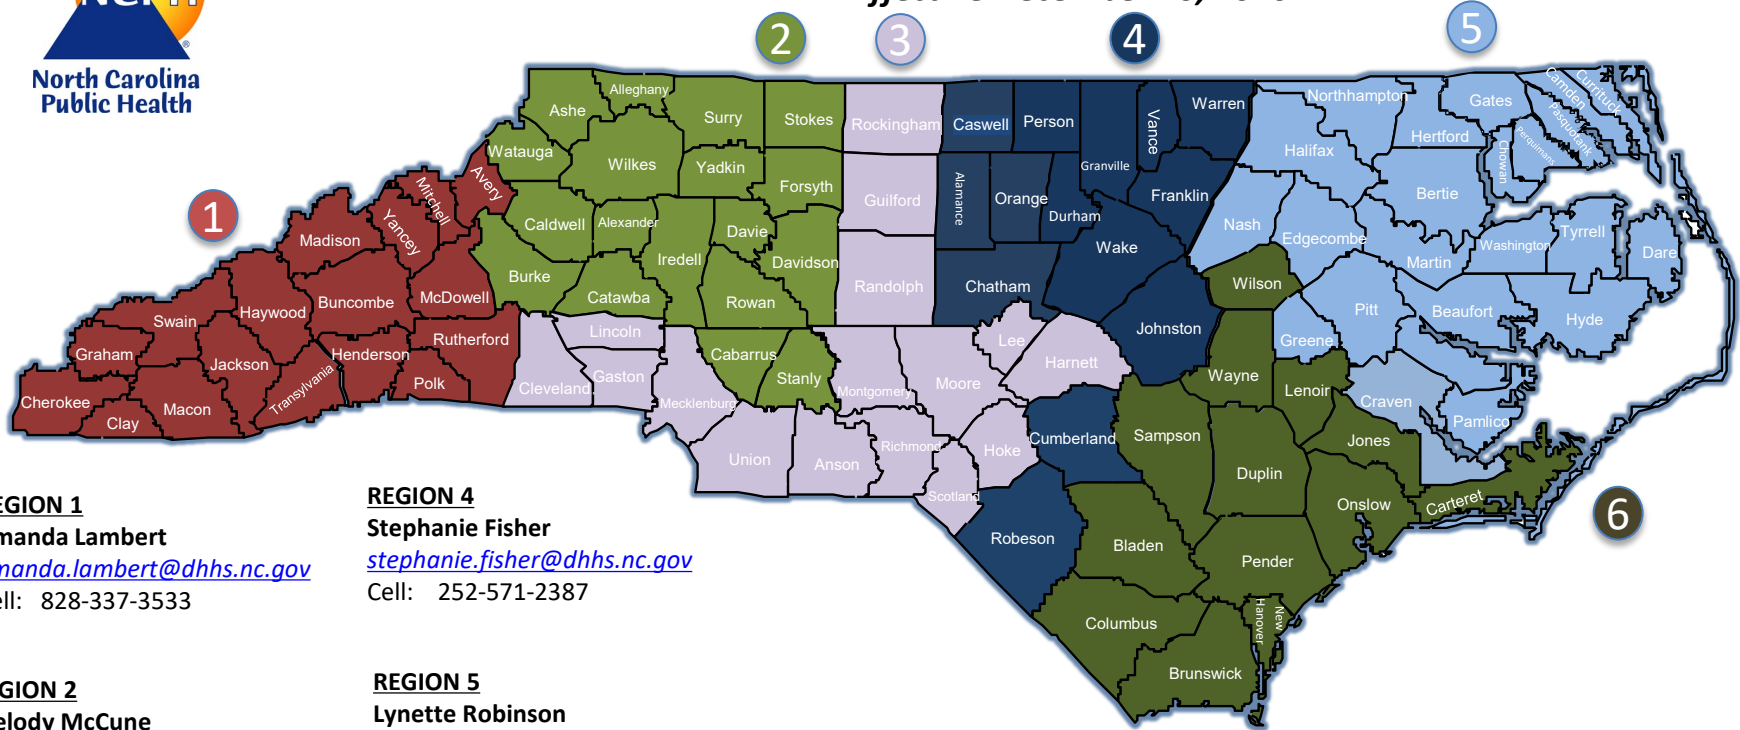 North Carolina
Public Health
®
1
2
3
4
5
6
Ashe
Alleghany
Surry
Stokes
Rockingham
Caswell
Person
Vance
Warren
Northhampton
Gates
Camden
Currituck
Pasquotank
Perquimans
Chowan
Hertford
Halifax
Bertie
Watauga
Wilkes
Yadkin
Forsyth
Guilford
Alamance
Orange
Durham
Granville
Franklin
Nash
Edgecombe
Martin
Washington
Tyrrell
Dare
Avery
Mitchell
Yancey
Madison
Caldwell
Alexander
Davie
Iredell
Davidson
Burke
Catawba
Rowan
Randolph
Chatham
Wake
Johnston
Wilson
Greene
Pitt
Beaufort
Hyde
Swain
Haywood
Buncombe
McDowell
Rutherford
Graham
Jackson
Henderson
Transylvania
Polk
Cherokee
Clay
Macon
Lincoln
Cleveland
Gaston
Mecklenburg
Cabarrus
Stanly
Montgomery
Moore
Lee
Harnett
Wayne
Lenoir
Craven
Pamlico
Jones
Union
Anson
Richmond
Scotland
Hoke
Cumberland
Sampson
Duplin
Onslow
Carteret
Robeson
Bladen
Pender
Columbus
Brunswick
New
Hanover
EGION 1
manda Lambert
manda.lambert@dhhs.nc.gov
ell: 828-337-3533
GION 2
elody McCune
REGION 4
Stephanie Fisher
stephanie.fisher@dhhs.nc.gov
Cell: 252-571-2387
REGION 5
Lynette Robinson